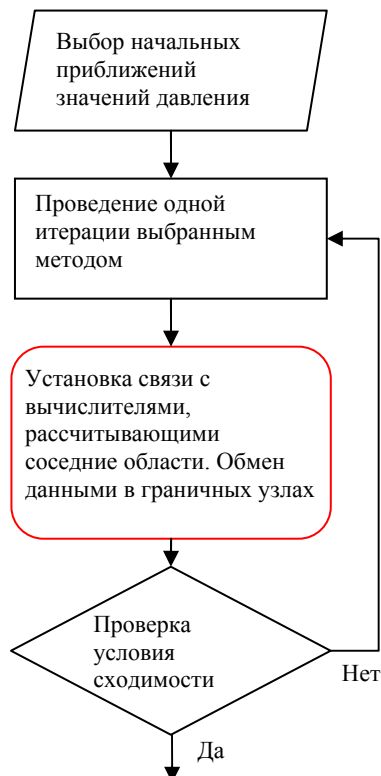 Выбор начальных
приближений
значений давления
Проведение одной
итерации выбранным
методом
Установка связи с
вычислителями,
рассчитывающими
соседние области. Обмен
данными в граничных узлах
Проверка
условия
сходимости
Нет
Да